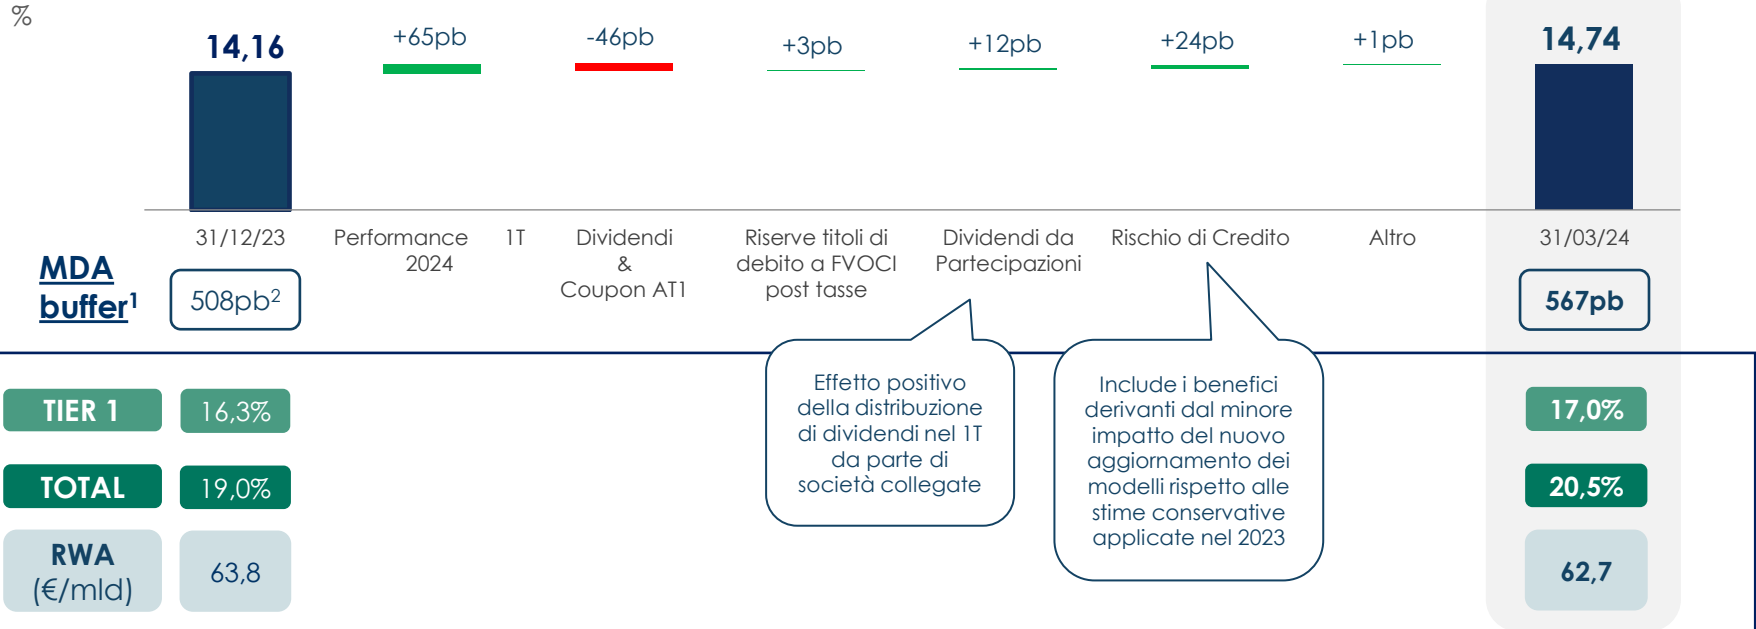 %
14,16
+65pb
-46pb
+3pb
+12pb
+24pb
+1pb
14,74
31/12/23
Performance 1T
2024
Dividendi
&
Coupon AT1
Riserve titoli di
debito a FVOCI
post tasse
Dividendi da
Partecipazioni
Rischio di Credito
Altro
31/03/24
MDA
buffer¹
508pb²
567pb
Effetto positivo
della distribuzione
di dividendi nel 1T
da parte di
società collegate
Include i benefici
derivanti dal minore
impatto del nuovo
aggiornamento dei
modelli rispetto alle
stime conservative
applicate nel 2023
TIER 1
16,3%
17,0%
TOTAL
19,0%
20,5%
RWA
(€/mld)
63,8
62,7